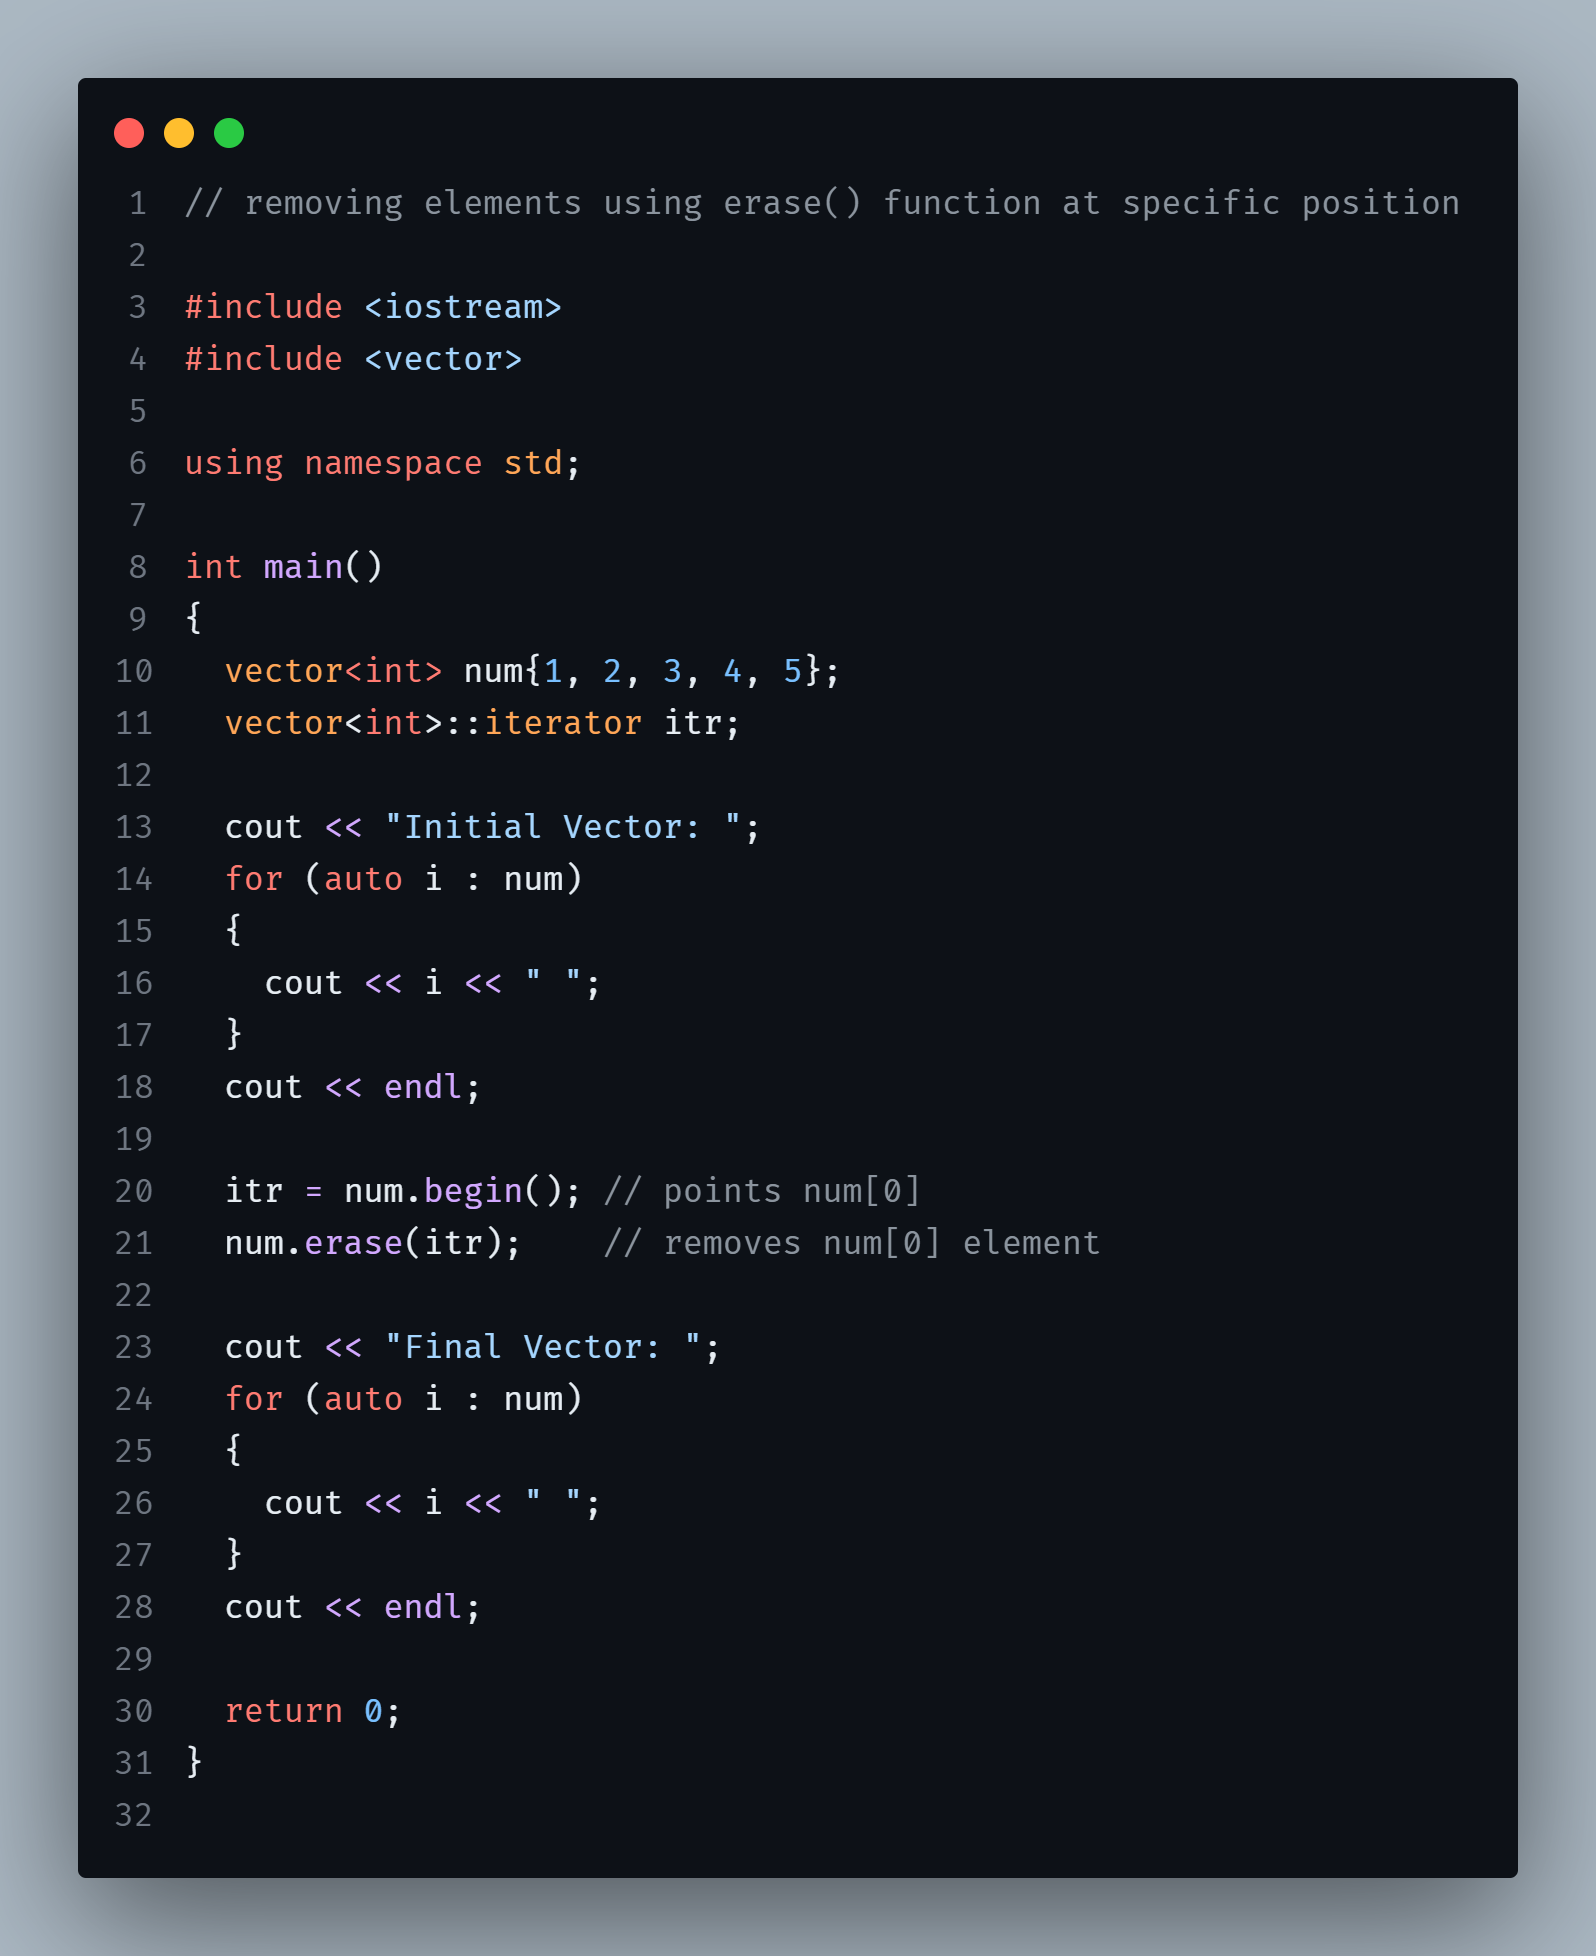 1 // removing elements using erase() function at specific position
2
3 #include <iostream>
4 #include <vector>
5
6 using namespace std;
7
8 int main()
9 {
10   vector<int> num{1, 2, 3, 4, 5};
11   vector<int>::iterator itr;
12
13   cout << "Initial Vector: ";
14   for (auto i : num)
15   {
16     cout << i << " ";
17   }
18   cout << endl;
19
20   itr = num.begin(); // points num[0]
21   num.erase(itr);    // removes num[0] element
22
23   cout << "Final Vector: ";
24   for (auto i : num)
25   {
26     cout << i << " ";
27   }
28   cout << endl;
29
30   return 0;
31 }
32